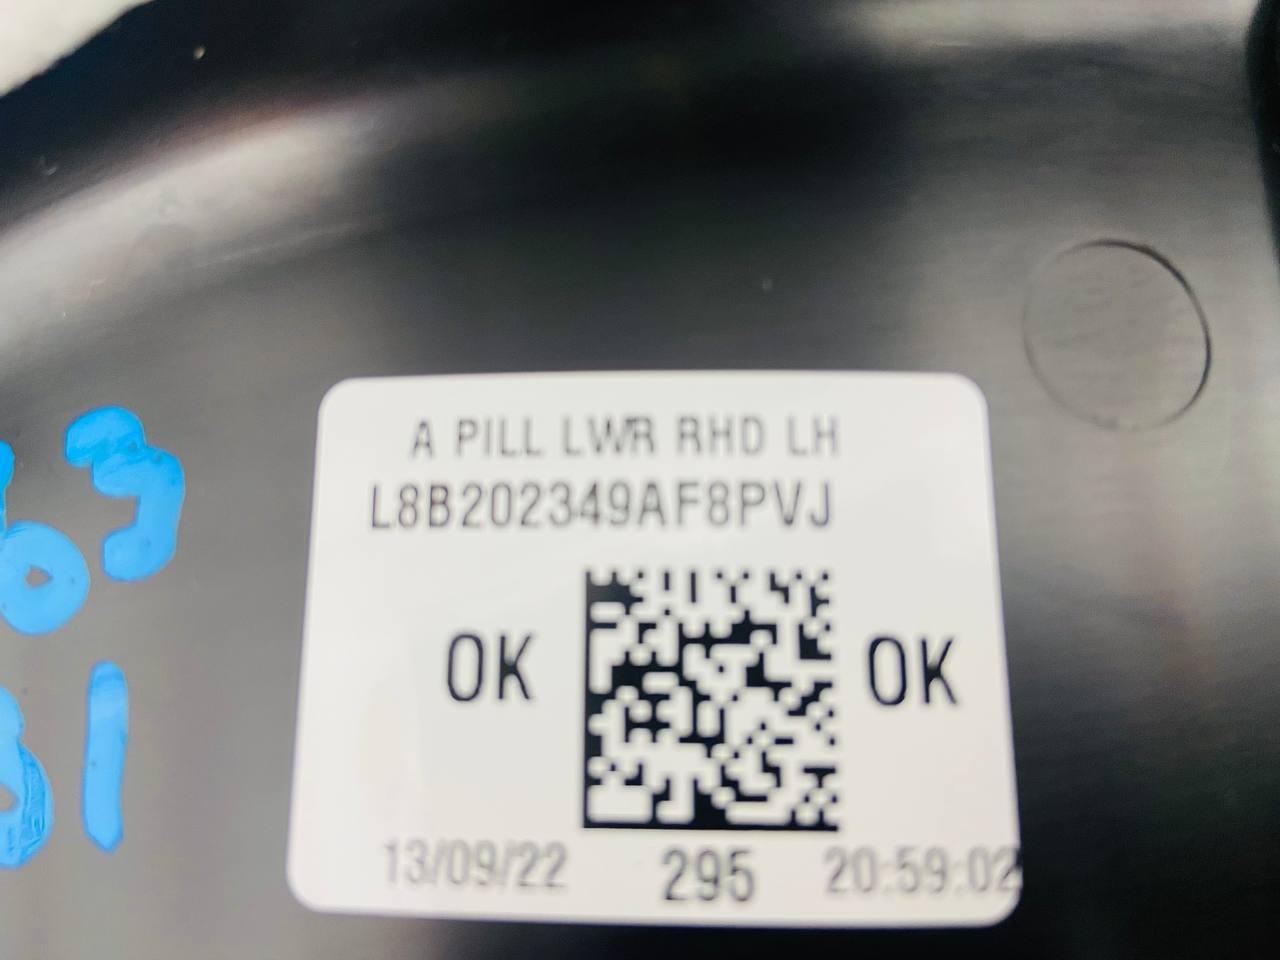 A PILL LWR RHD LH
L8B202349AF8PVJ
OK OK
13/09/22 295 20:59:02